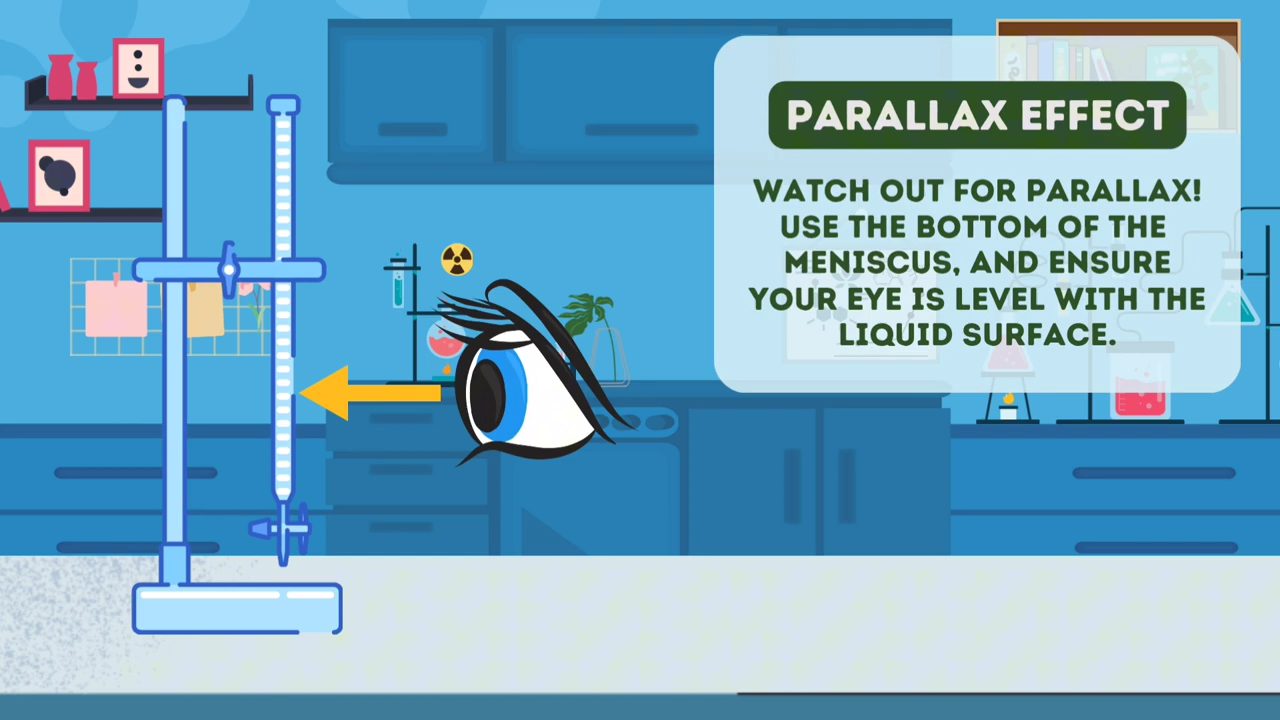 PARALLAX EFFECT
WATCH OUT FOR PARALLAX!
USE THE BOTTOM OF THE
MENISCUS, AND ENSURE
YOUR EYE IS LEVEL WITH THE
LIQUID SURFACE.